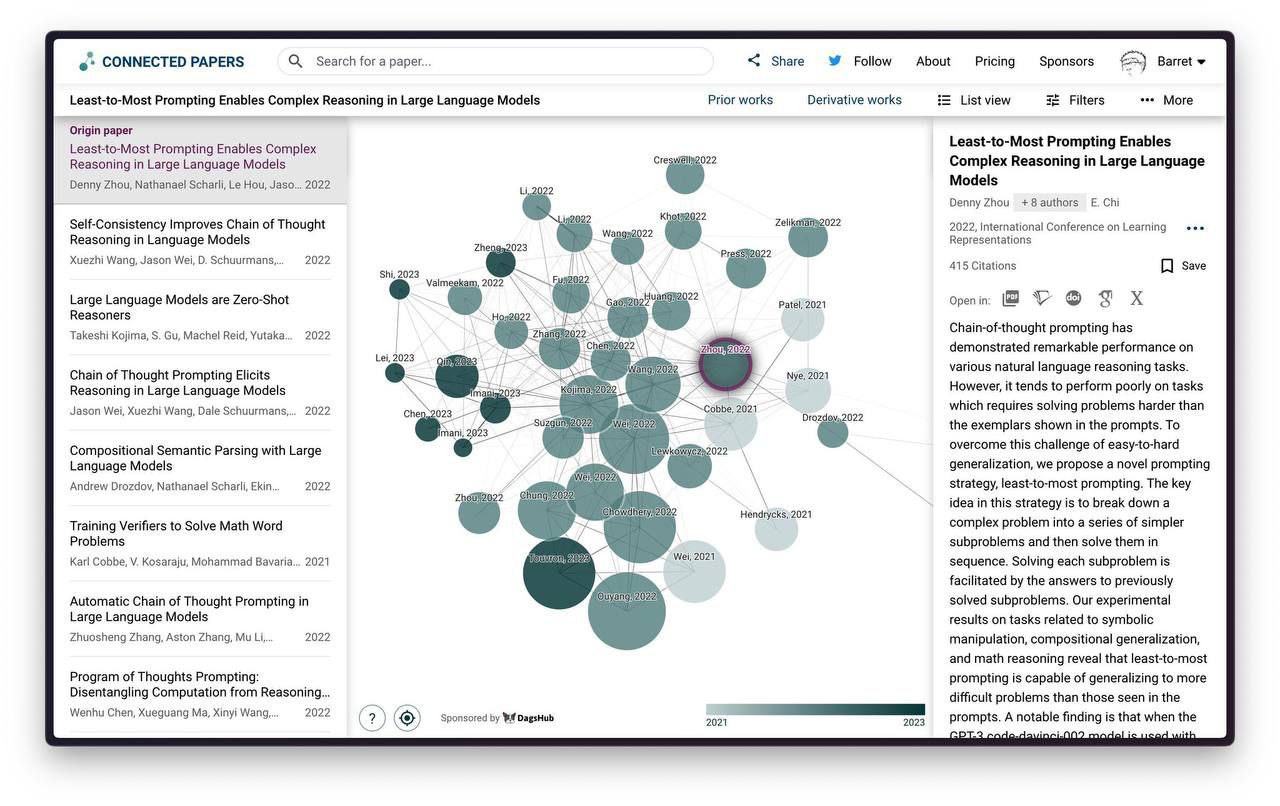 CONNECTED PAPERS
Search for a paper...
Share
Follow
About
Pricing
Sponsors
Barret
Least-to-Most Prompting Enables Complex Reasoning in Large Language Models
Prior works
Derivative works
List view
Filters
More
Origin paper
Least-to-Most Prompting Enables Complex
Reasoning in Large Language Models
Denny Zhou, Nathanael Scharli, Le Hou, Jaso... 2022
Self-Consistency Improves Chain of Thought
Reasoning in Language Models
Xuezhi Wang, Jason Wei, D. Schuurmans,... 2022
Large Language Models are Zero-Shot
Reasoners
Takeshi Kojima, S. Gu, Machel Reid, Yutaka... 2022
Chain of Thought Prompting Elicits
Reasoning in Large Language Models
Jason Wei, Xuezhi Wang, Dale Schuurmans,... 2022
Compositional Semantic Parsing with Large
Language Models
Andrew Drozdov, Nathanael Scharli, Ekin... 2022
Training Verifiers to Solve Math Word
Problems
Karl Cobbe, V. Kosaraju, Mohammad Bavaria... 2021
Automatic Chain of Thought Prompting in
Large Language Models
Zhuosheng Zhang, Aston Zhang, Mu Li,... 2022
Program of Thoughts Prompting:
Disentangling Computation from Reasoning...
Wenhu Chen, Xueguang Ma, Xinyi Wang,... 2022
Creswell, 2022
Li, 2022
Li, 2022
Khot, 2022
Wang, 2022
Zelikman, 2022
Zheng, 2023
Press, 2022
Shi, 2023
Valmeekam, 2022
Fu, 2022
Huang, 2022
Gao, 2022
Patel, 2021
Ho, 2022
Zhang, 2022
Chen, 2022
Zhou, 2022
Lei, 2023
Qin, 2023
Wang, 2022
Nye, 2021
Imani, 2023
Kojima, 2022
Cobbe, 2021
Chen, 2023
Drozdov, 2022
Imani, 2023
Suzgun, 2022
Wei, 2022
Lewkowycz, 2022
Wei, 2022
Zhou, 2022
Chung, 2022
Chowdhery, 2022
Hendrycks, 2021
Touvron, 2023
Wei, 2021
Ouyang, 2022
?
Sponsored by DagsHub
2021
2023
Least-to-Most Prompting Enables
Complex Reasoning in Large Language
Models
Denny Zhou + 8 authors E. Chi
2022, International Conference on Learning
Representations
415 Citations
Save
Open in: PDF doi X
Chain-of-thought prompting has
demonstrated remarkable performance on
various natural language reasoning tasks.
However, it tends to perform poorly on tasks
which requires solving problems harder than
the exemplars shown in the prompts. To
overcome this challenge of easy-to-hard
generalization, we propose a novel prompting
strategy, least-to-most prompting. The key
idea in this strategy is to break down a
complex problem into a series of simpler
subproblems and then solve them in
sequence. Solving each subproblem is
facilitated by the answers to previously
solved subproblems. Our experimental
results on tasks related to symbolic
manipulation, compositional generalization,
and math reasoning reveal that least-to-most
prompting is capable of generalizing to more
difficult problems than those seen in the
prompts. A notable finding is that when the
GPT-3 code-davinci-002 model is used with